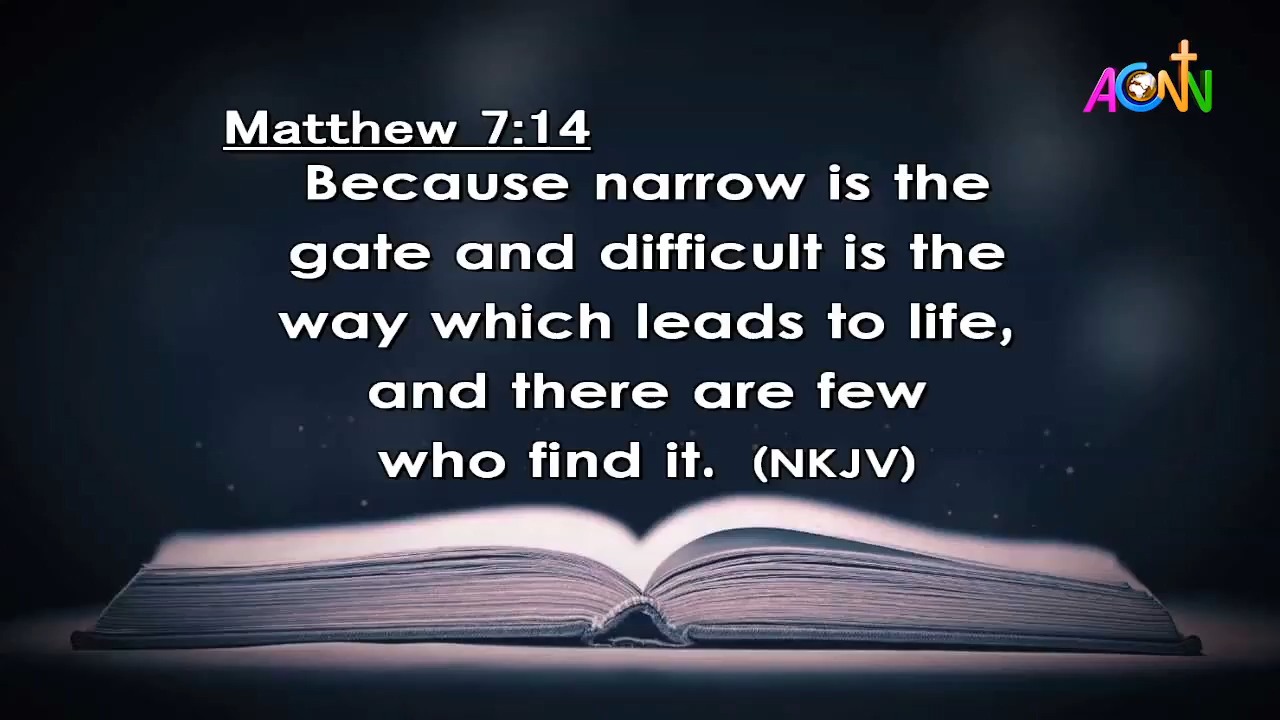 ACNN
Matthew 7:14
Because narrow is the
gate and difficult is the
way which leads to life,
and there are few
who find it. (NKJV)